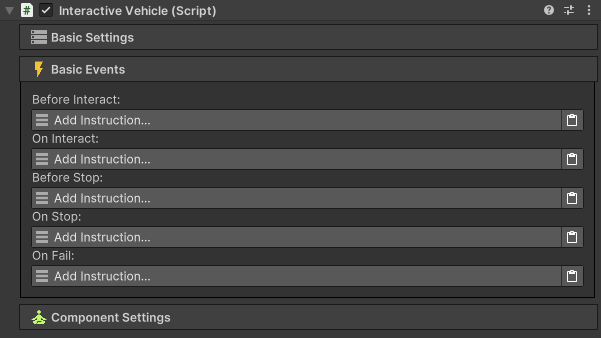 # Interactive Vehicle (Script)
Basic Settings
Basic Events
Before Interact:
Add Instruction...
On Interact:
Add Instruction...
Before Stop:
Add Instruction...
On Stop:
Add Instruction...
On Fail:
Add Instruction...
Component Settings